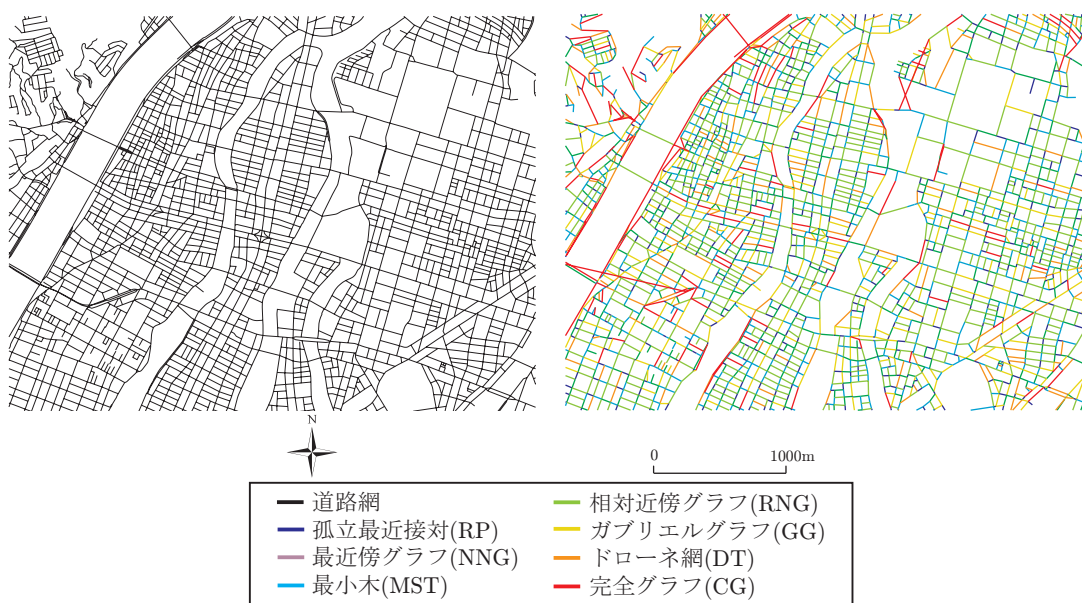 N
0 1000m
道路網
孤立最近接対(RP)
最近傍グラフ(NNG)
最小木(MST)
相対近傍グラフ(RNG)
ガブリエルグラフ(GG)
ドローネ網(DT)
完全グラフ(CG)